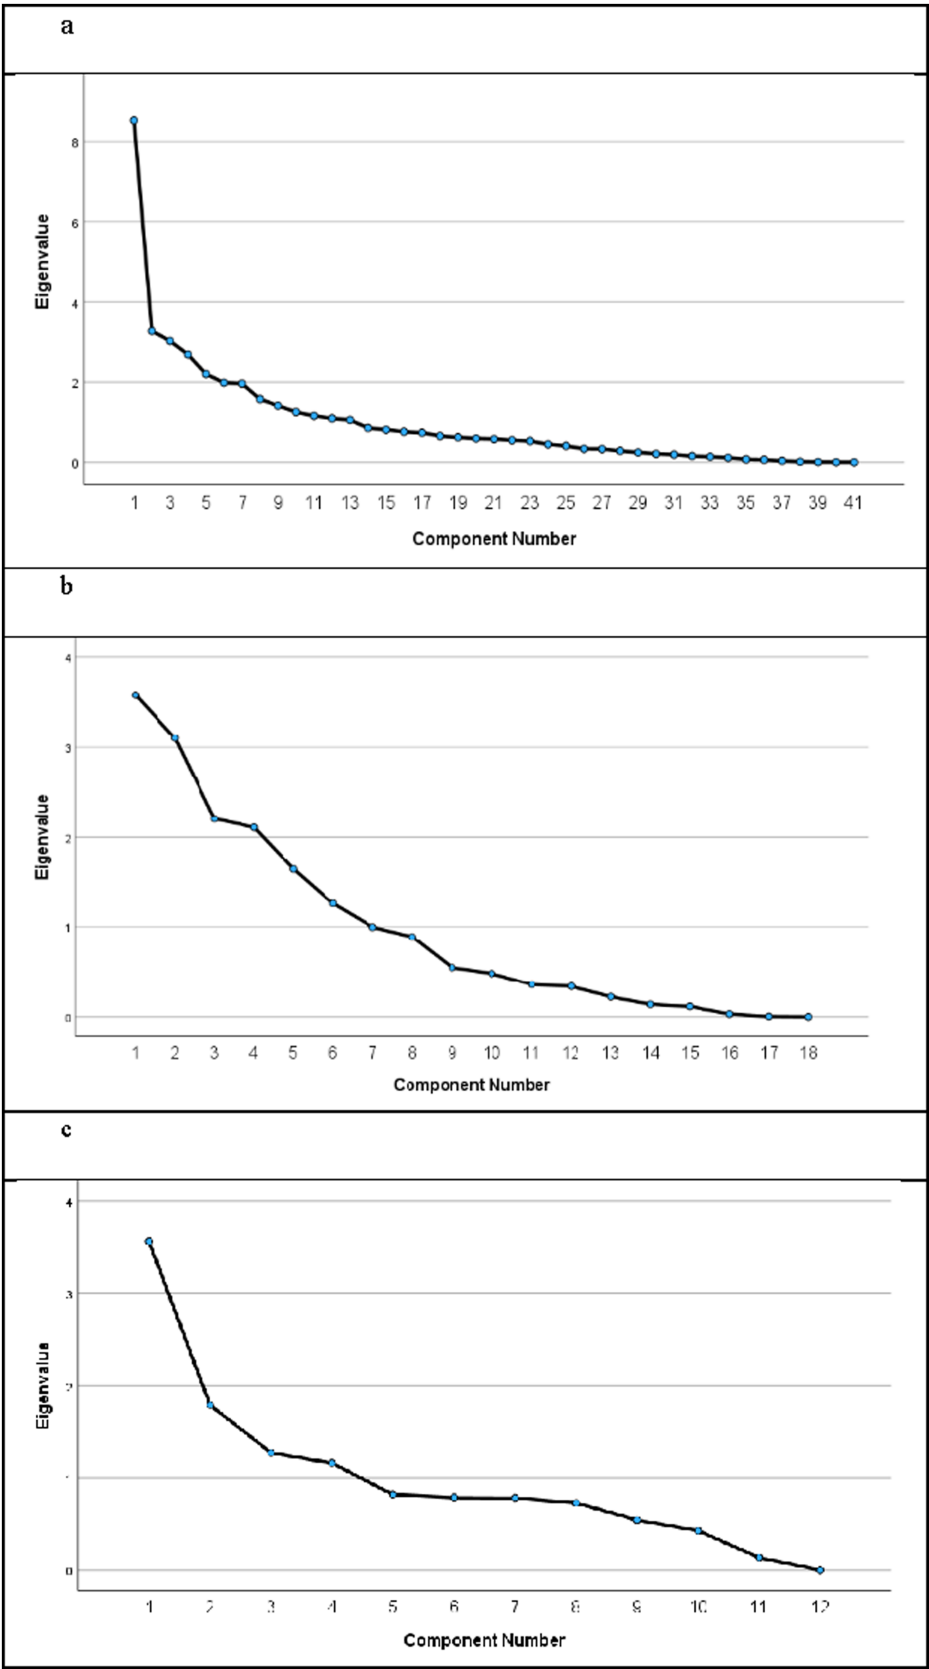 a
Eigenvalue
8
6
4
2
0
1 3 5 7 9 11 13 15 17 19 21 23 25 27 29 31 33 35 37 39 41
Component Number
b
Eigenvalue
4
3
2
1
0
1 2 3 4 5 6 7 8 9 10 11 12 13 14 15 16 17 18
Component Number
c
Eigenvalue
4
3
2
1
0
1 2 3 4 5 6 7 8 9 10 11 12
Component Number